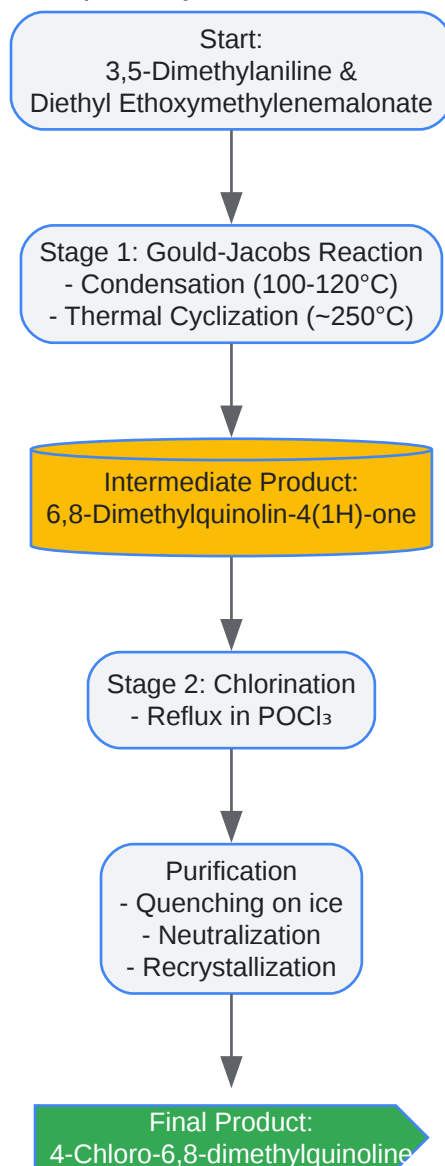 Start:
3,5-Dimethylaniline &
Diethyl Ethoxymethylenemalonate
Stage 1: Gould-Jacobs Reaction
- Condensation (100-120°C)
- Thermal Cyclization (~250°C)
Intermediate Product:
6,8-Dimethylquinolin-4(1H)-one
Stage 2: Chlorination
- Reflux in POCl₃
Purification
- Quenching on ice
- Neutralization
- Recrystallization
Final Product:
4-Chloro-6,8-dimethylquinoline